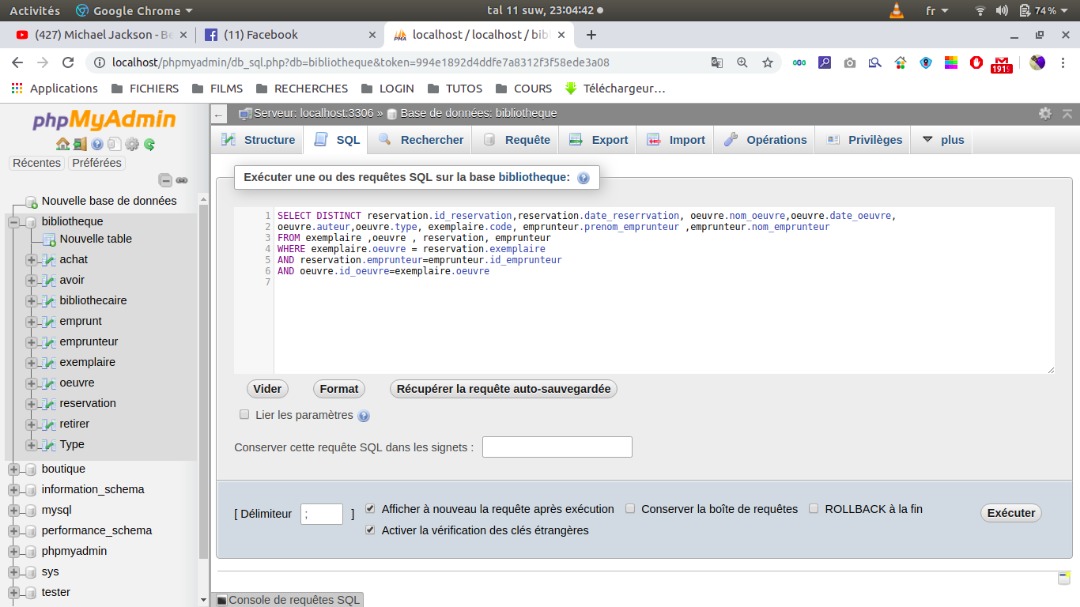 Activités Google Chrome tal 11 suw, 23:04:42 fr 74 %
(427) Michael Jackson - Be (11) Facebook localhost / localhost / bib
localhost/phpmyadmin/db_sql.php?db=bibliotheque&token=994e1892d4ddfe7a8312f3f58ede3a08
Applications FICHIERS FILMS RECHERCHES LOGIN TUTOS COURS Téléchargeur...
phpMyAdmin
Récentes Préférées
Nouvelle base de données
bibliotheque
Nouvelle table
achat
avoir
bibliothecaire
emprunt
emprunteur
exemplaire
oeuvre
reservation
retirer
Type
boutique
information_schema
mysql
performance_schema
phpmyadmin
sys
tester
Serveur: localhost:3306 » Base de données: bibliotheque
Structure SQL Rechercher Requête Export Import Opérations Privilèges plus
Exécuter une ou des requêtes SQL sur la base bibliotheque:
1 SELECT DISTINCT reservation.id_reservation,reservation.date_reserrvation, oeuvre.nom_oeuvre,oeuvre.date_oeuvre,
2 oeuvre.auteur,oeuvre.type, exemplaire.code, emprunteur.prenom_emprunteur ,emprunteur.nom_emprunteur
3 FROM exemplaire ,oeuvre , reservation, emprunteur
4 WHERE exemplaire.oeuvre = reservation.exemplaire
5 AND reservation.emprunteur=emprunteur.id_emprunteur
6 AND oeuvre.id_oeuvre=exemplaire.oeuvre
7
Vider Format Récupérer la requête auto-sauvegardée
Lier les paramètres
Conserver cette requête SQL dans les signets :
[ Délimiteur ; ] Afficher à nouveau la requête après exécution Conserver la boîte de requêtes ROLLBACK à la fin Exécuter
Activer la vérification des clés étrangères
Console de requêtes SQL